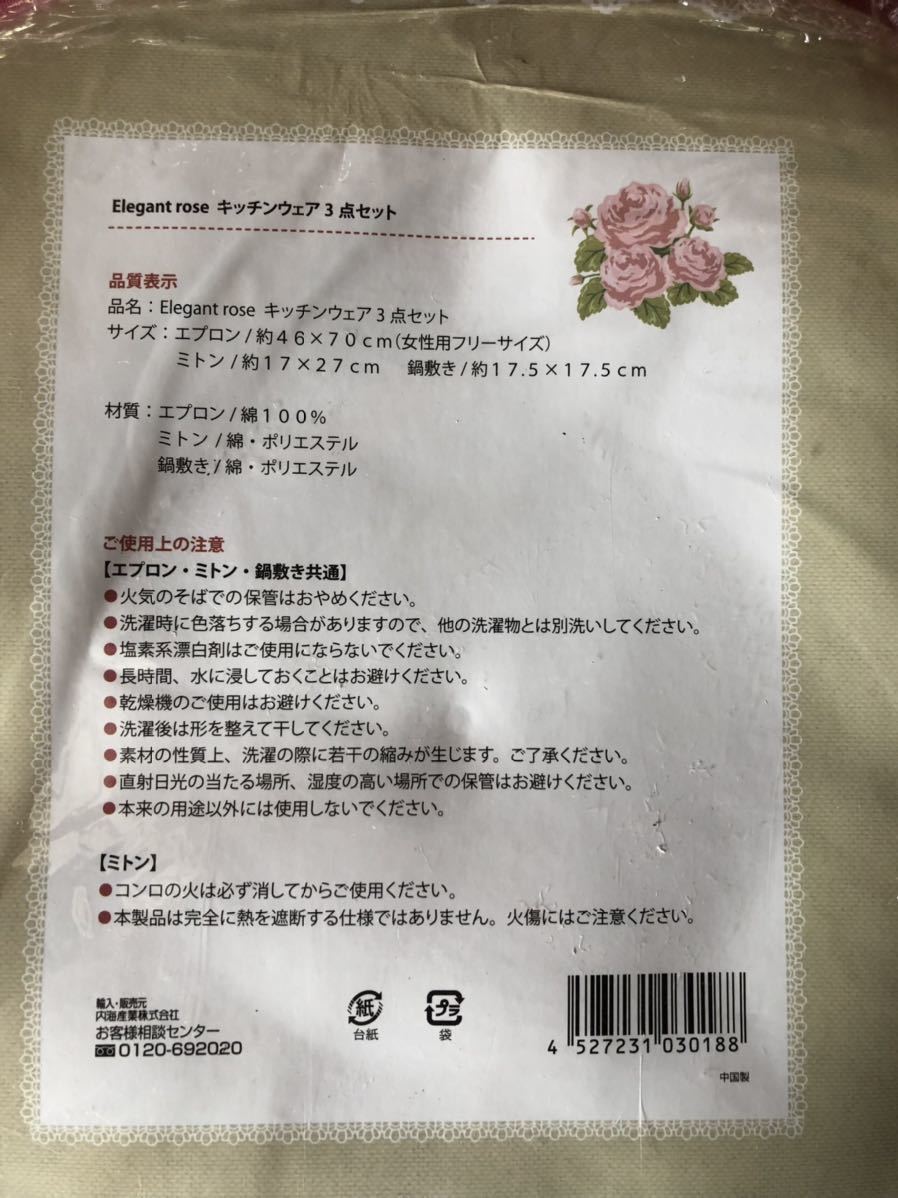 Elegant rose キッチンウェア3点セット
品質表示
品名：Elegant rose キッチンウェア3点セット
サイズ：エプロン/約４６×７０ｃｍ(女性用フリーサイズ)
ミトン/約１７×２７ｃｍ　鍋敷き/約１７.５×１７.５ｃｍ
材質：エプロン/綿１００％
ミトン/綿・ポリエステル
鍋敷き/綿・ポリエステル
ご使用上の注意
【エプロン・ミトン・鍋敷き共通】
●火気のそばでの保管はおやめください。
●洗濯時に色落ちする場合がありますので、他の洗濯物とは別洗いしてください。
●塩素系漂白剤はご使用にならないでください。
●長時間、水に浸しておくことはお避けください。
●乾燥機のご使用はお避けください。
●洗濯後は形を整えて干してください。
●素材の性質上、洗濯の際に若干の縮みが生じます。ご了承ください。
●直射日光の当たる場所、湿度の高い場所での保管はお避けください。
●本来の用途以外には使用しないでください。
【ミトン】
●コンロの火は必ず消してからご使用ください。
●本製品は完全に熱を遮断する仕様ではありません。火傷にはご注意ください。
輸入・販売元
内海産業株式会社
お客様相談センター
0120-692020
紙
台紙
プラ
袋
4 527231 030188
中国製